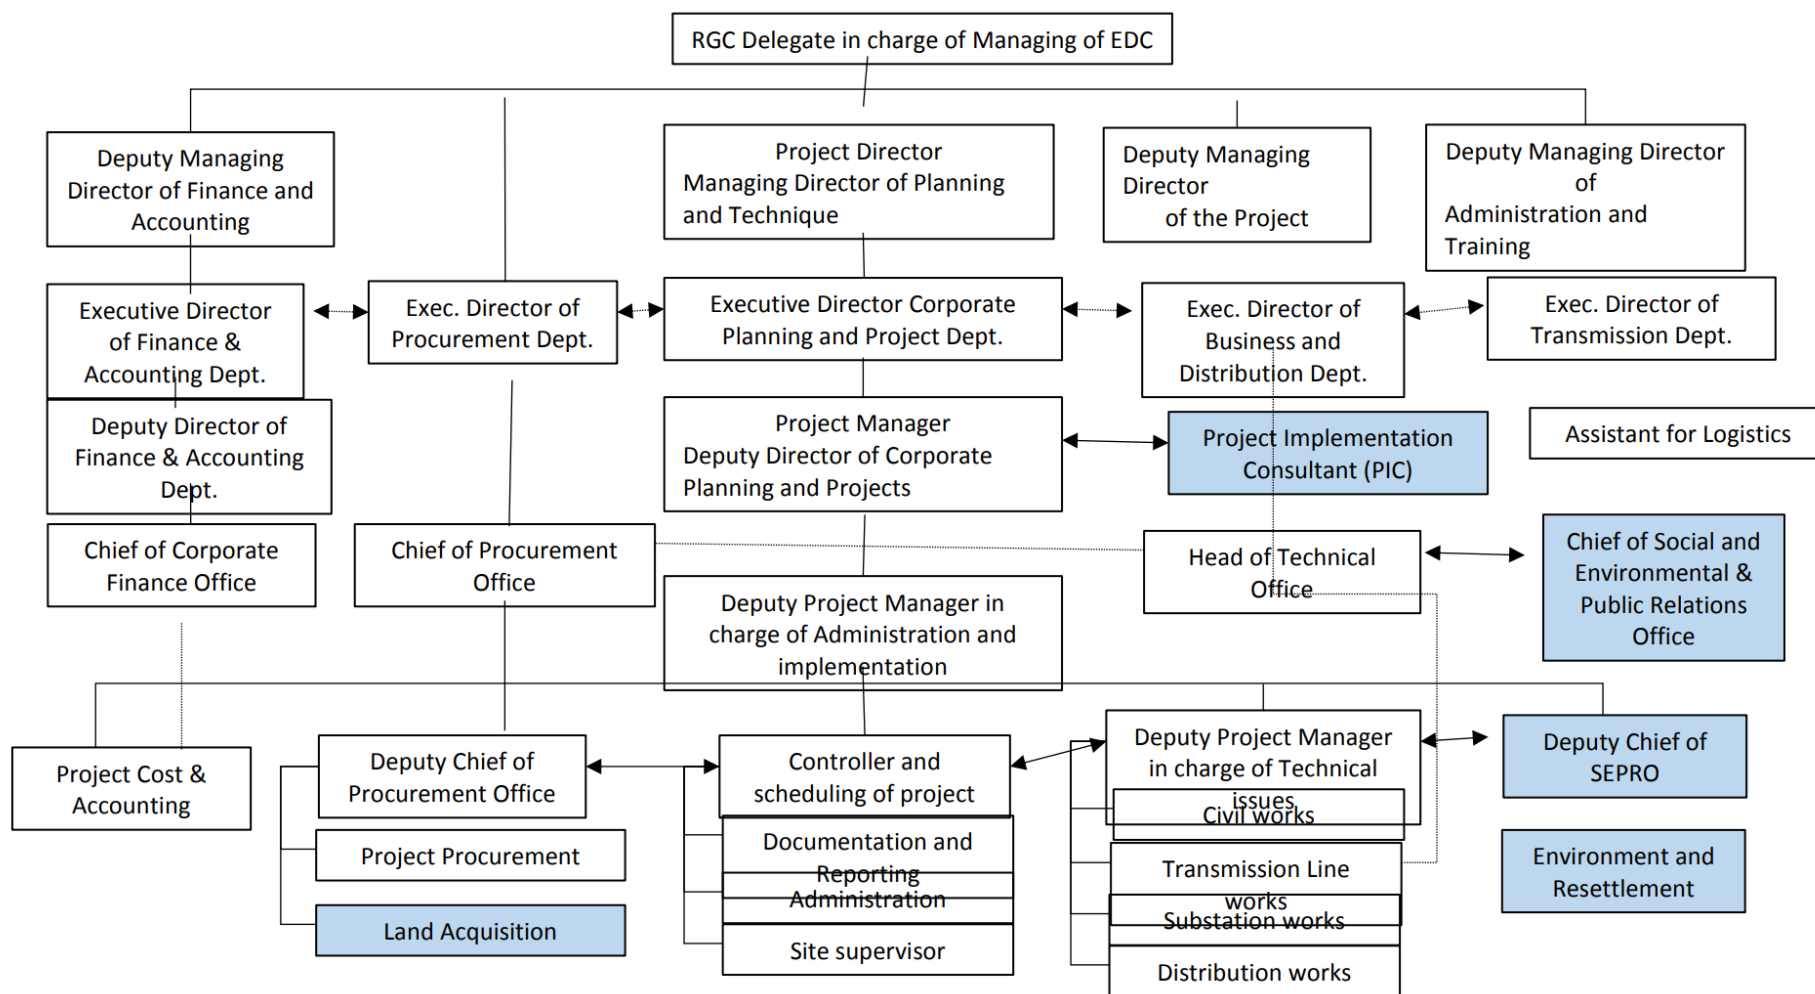 RGC Delegate in charge of Managing of EDC
Deputy Managing
Director of Finance and
Accounting
Project Director
Managing Director of Planning
and Technique
Deputy Managing
Director
of the Project
Deputy Managing Director
of
Administration and
Training
Executive Director
of Finance &
Accounting Dept.
Exec. Director of
Procurement Dept.
Executive Director Corporate
Planning and Project Dept.
Exec. Director of
Business and
Distribution Dept.
Exec. Director of
Transmission Dept.
Deputy Director of
Finance & Accounting
Dept.
Project Manager
Deputy Director of Corporate
Planning and Projects
Project Implementation
Consultant (PIC)
Assistant for Logistics
Chief of Corporate
Finance Office
Chief of Procurement
Office
Head of Technical
Office
Chief of Social and
Environmental &
Public Relations
Office
Deputy Project Manager in
charge of Administration and
implementation
Project Cost &
Accounting
Deputy Chief of
Procurement Office
Controller and
scheduling of project
Deputy Project Manager
in charge of Technical
issues
Deputy Chief of
SEPRO
Project Procurement
Land Acquisition
Documentation and
Reporting
Administration
Site supervisor
Civil works
Transmission Line
works
Substation works
Distribution works
Environment and
Resettlement